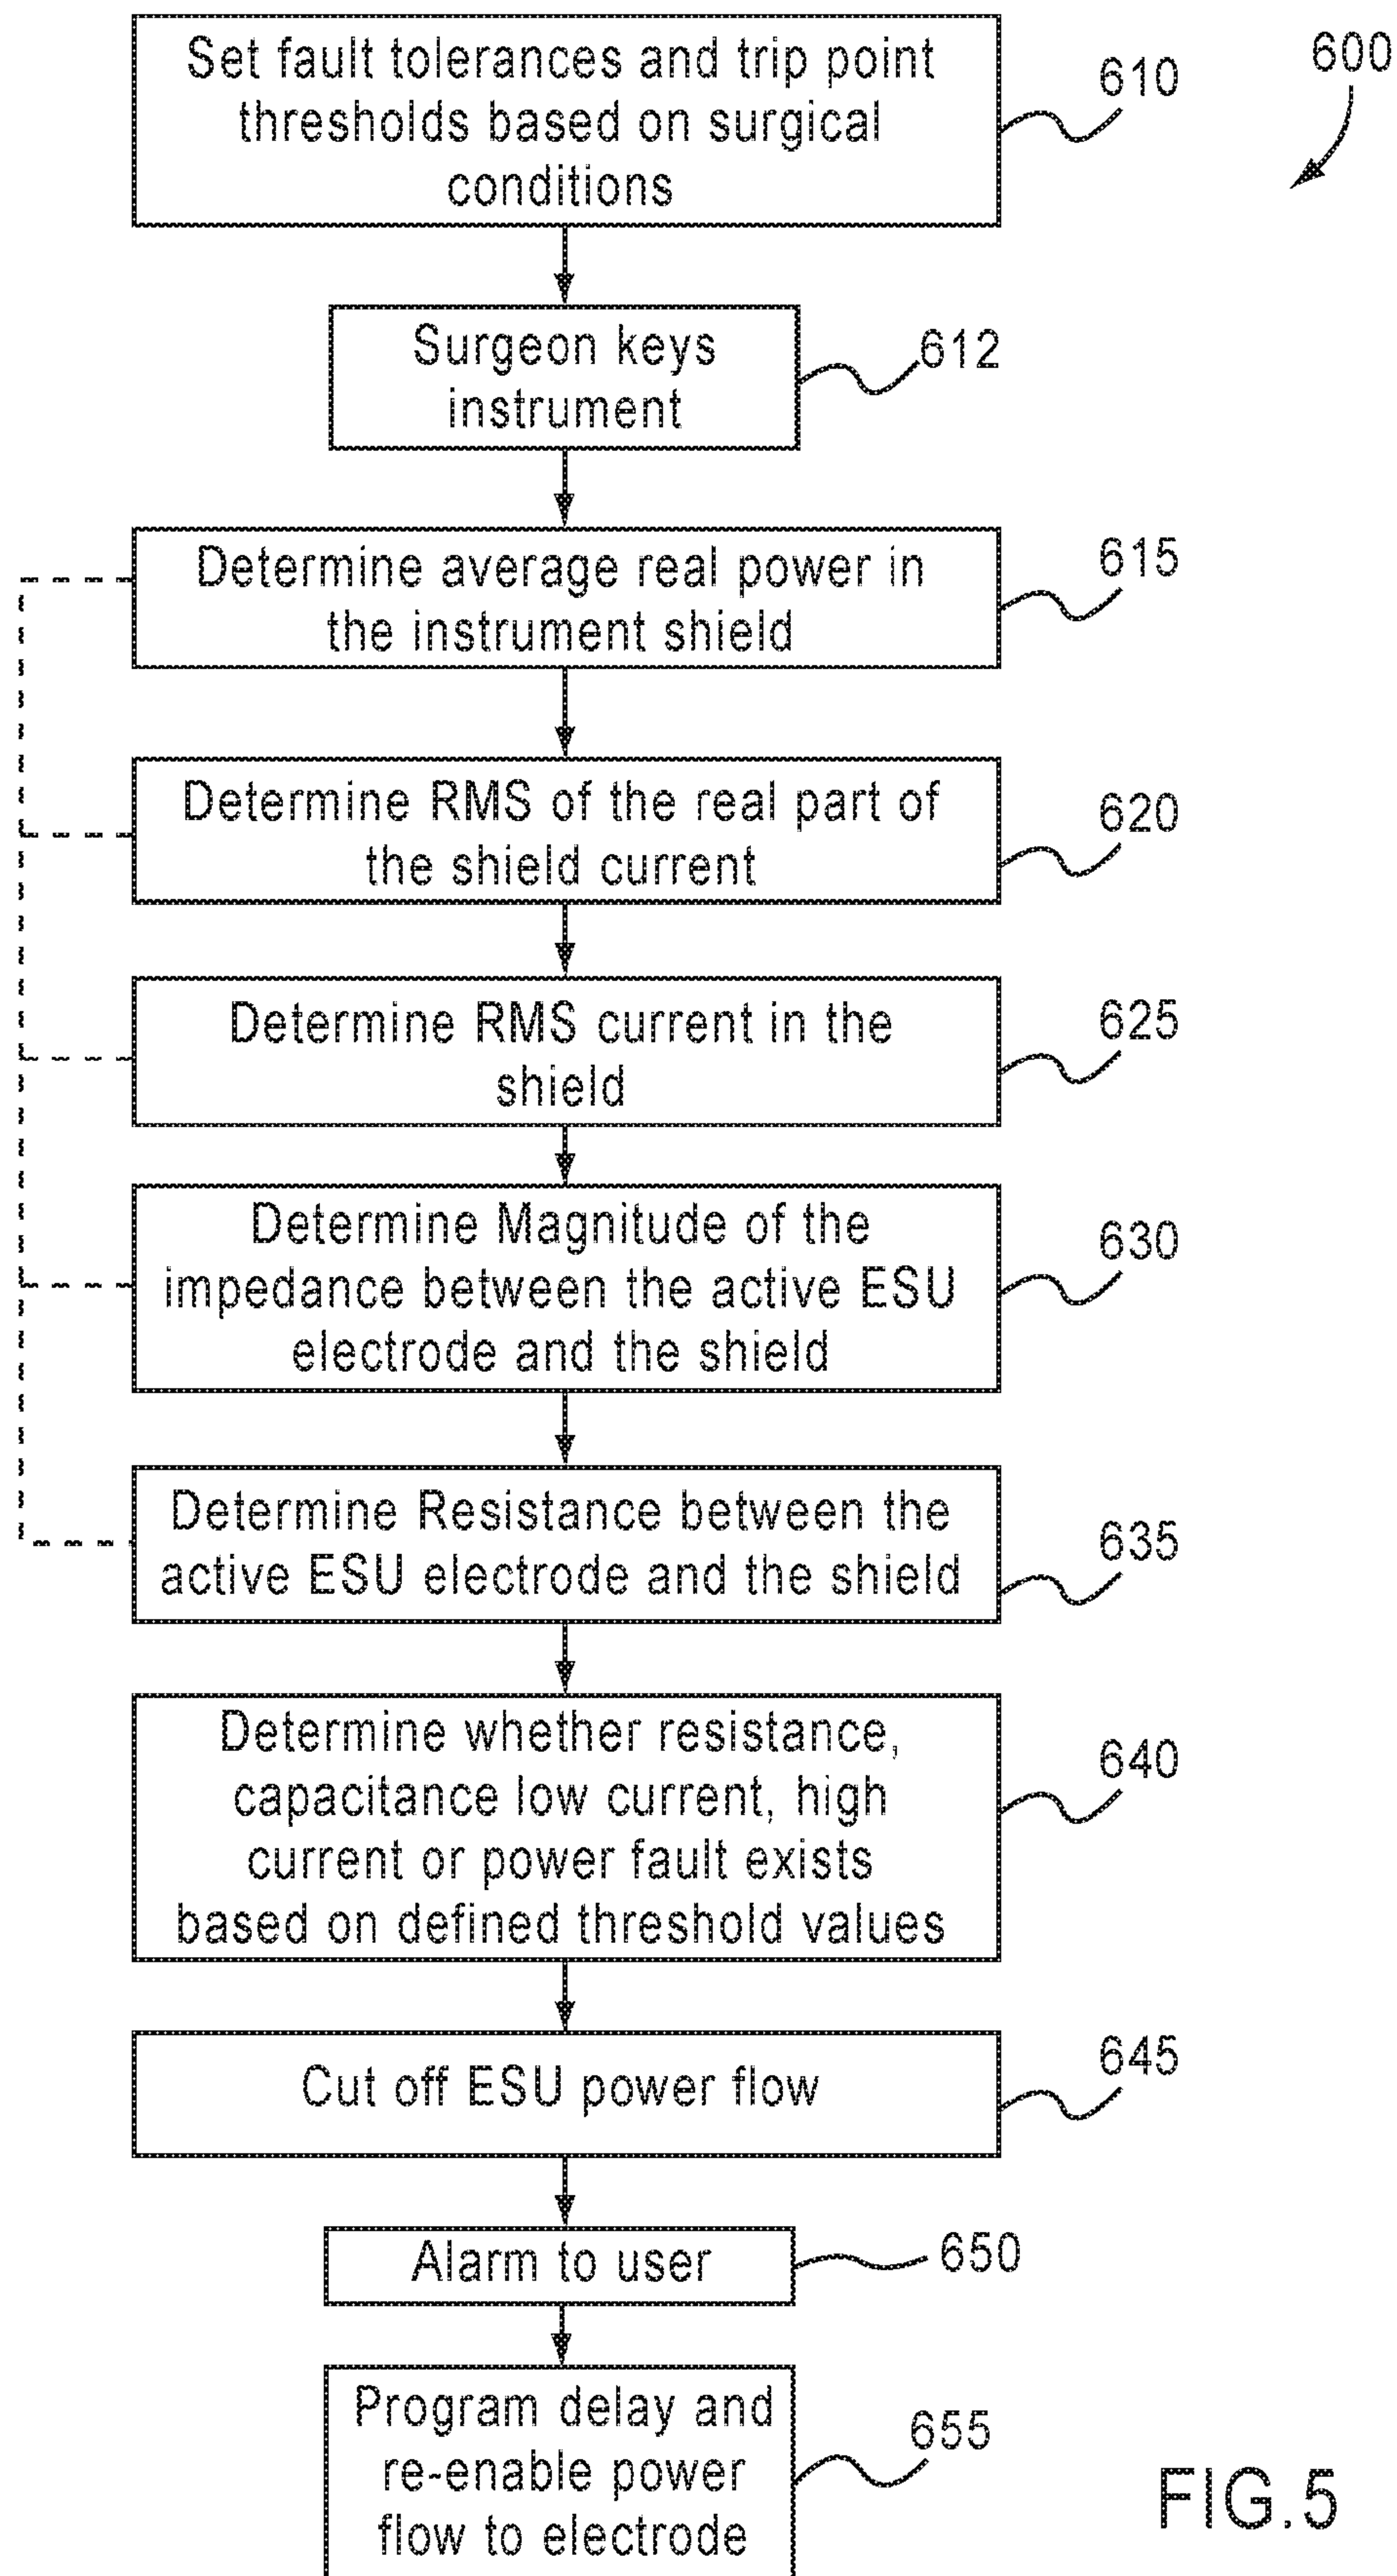 Set fault tolerances and trip point
thresholds based on surgical
conditions
610
600
Surgeon keys
instrument
612
Determine average real power in
the instrument shield
615
Determine RMS of the real part of
the shield current
620
Determine RMS current in the
shield
625
Determine Magnitude of the
impedance between the active ESU
electrode and the shield
630
Determine Resistance between the
active ESU electrode and the shield
635
Determine whether resistance,
capacitance low current, high
current or power fault exists
based on defined threshold values
640
Cut off ESU power flow
645
Alarm to user
650
Program delay and
re-enable power
flow to electrode
655
FIG.5